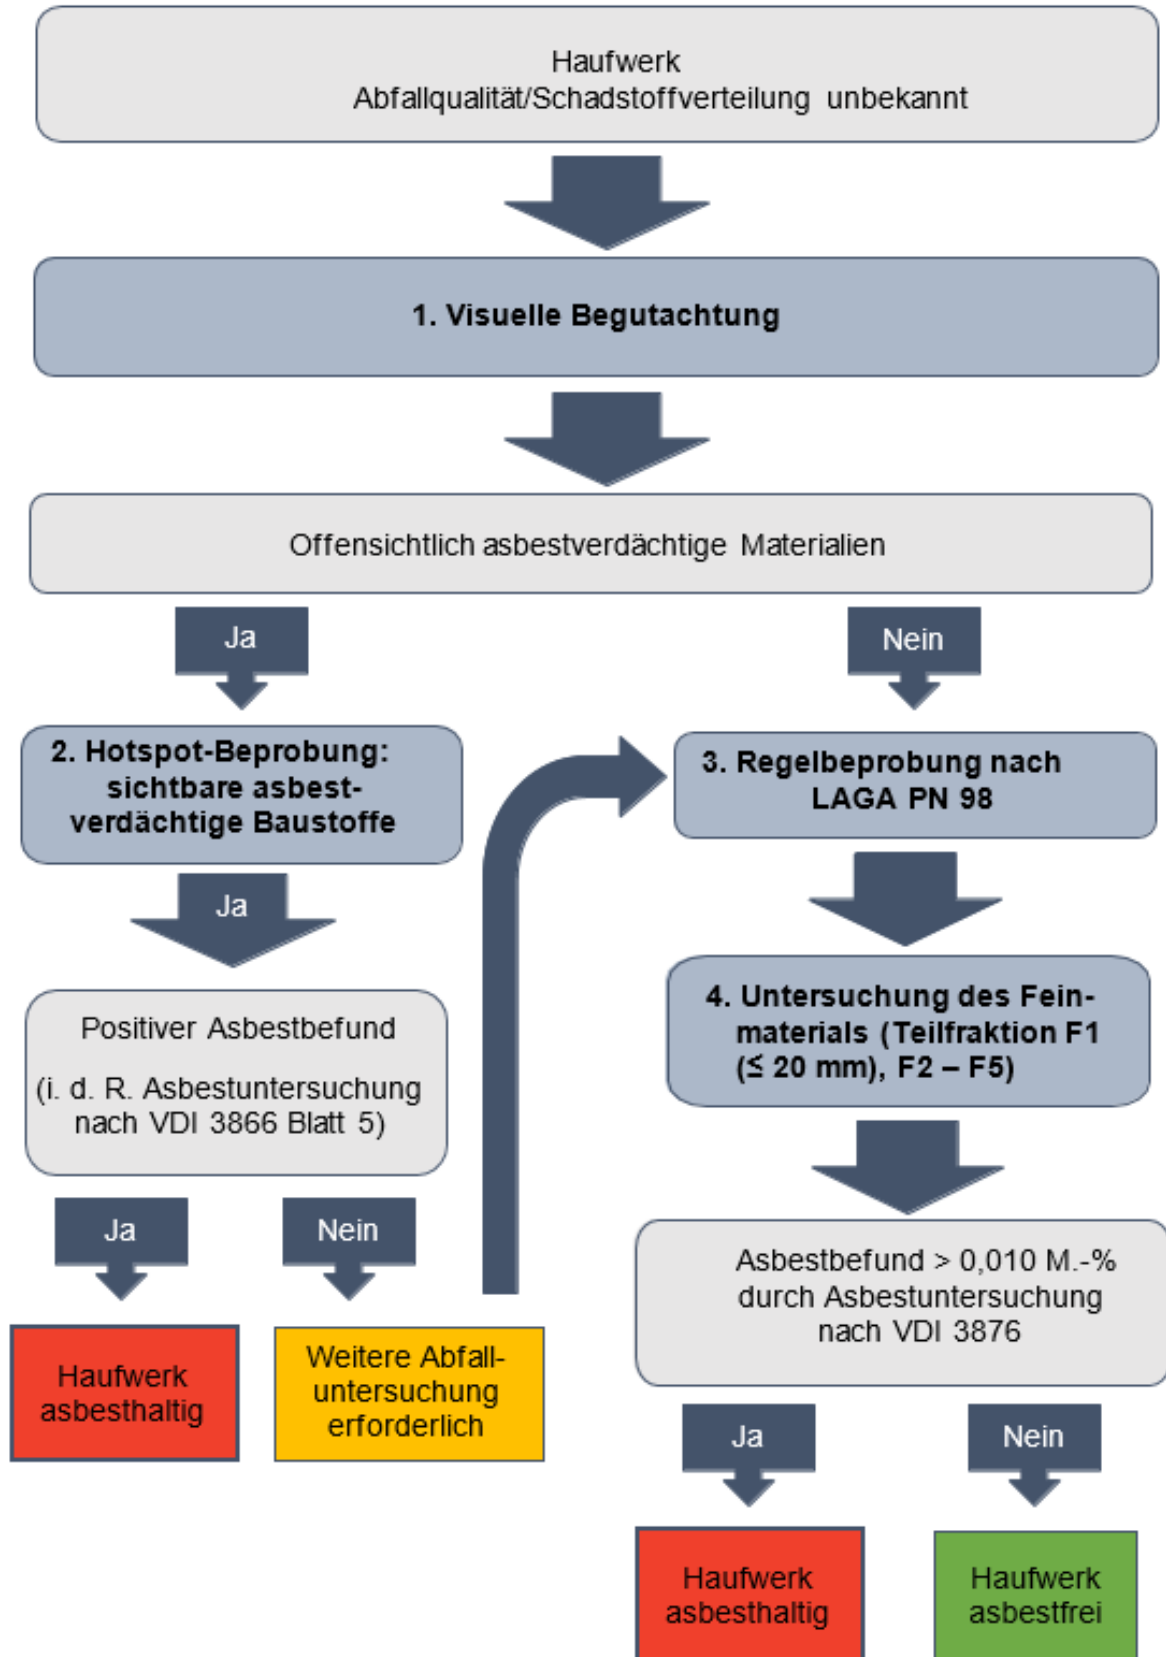 Haufwerk
Abfallqualität/Schadstoffverteilung unbekannt
1. Visuelle Begutachtung
Offensichtlich asbestverdächtige Materialien
Ja
Nein
2. Hotspot-Beprobung:
sichtbare asbest-
verdächtige Baustoffe
3. Regelbeprobung nach
LAGA PN 98
Ja
4. Untersuchung des Fein-
materials (Teilfraktion F1
(≤ 20 mm), F2 – F5)
Positiver Asbestbefund
(i. d. R. Asbestuntersuchung
nach VDI 3866 Blatt 5)
Ja
Nein
Asbestbefund > 0,010 M.-%
durch Asbestuntersuchung
nach VDI 3876
Haufwerk
asbesthaltig
Weitere Abfall-
untersuchung
erforderlich
Ja
Nein
Haufwerk
asbesthaltig
Haufwerk
asbestfrei